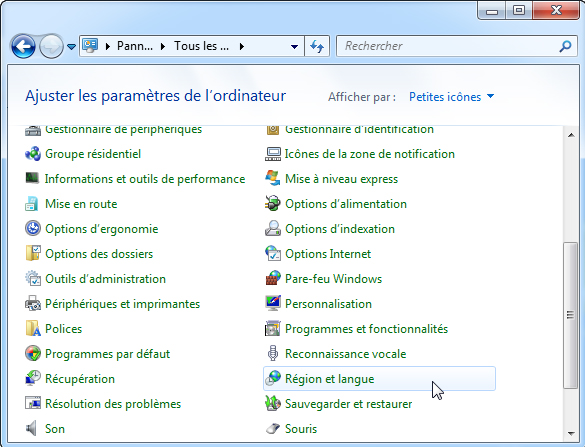 Pann... Tous les ...
Rechercher
Ajuster les paramètres de l'ordinateur
Afficher par : Petites icônes
Gestionnaire de périphériques
Gestionnaire d'identification
Groupe résidentiel
Icônes de la zone de notification
Informations et outils de performance
Mise à niveau express
Mise en route
Options d'alimentation
Options d'ergonomie
Options d'indexation
Options des dossiers
Options Internet
Outils d'administration
Pare-feu Windows
Périphériques et imprimantes
Personnalisation
Polices
Programmes et fonctionnalités
Programmes par défaut
Reconnaissance vocale
Récupération
Région et langue
Résolution des problèmes
Sauvegarder et restaurer
Son
Souris